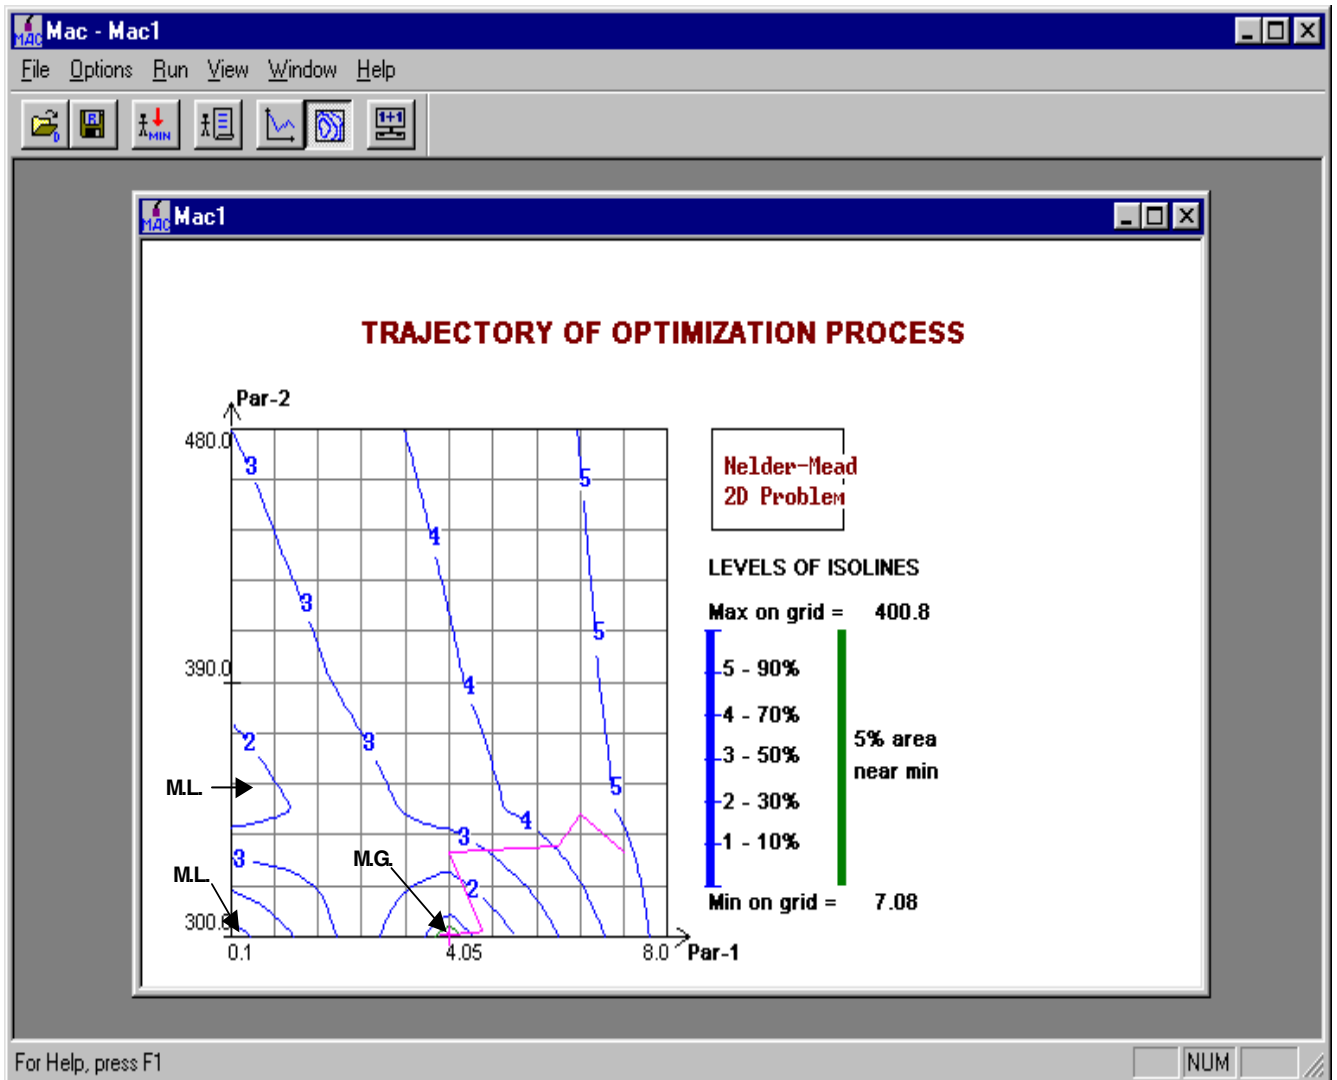 Mac - Mac1
File Options Run View Window Help
MIN
1+1
Mac1
TRAJECTORY OF OPTIMIZATION PROCESS
Par-2
480.0
390.0
300.0
0.1 4.05 8.0 Par-1
3
5
4
3
5
4
2
3
5
4
3
3
2
M.L.
M.L.
M.G.
Nelder-Mead
2D Problem
LEVELS OF ISOLINES
Max on grid = 400.8
5 - 90%
4 - 70%
3 - 50%
2 - 30%
1 - 10%
5% area
near min
Min on grid = 7.08
For Help, press F1 NUM